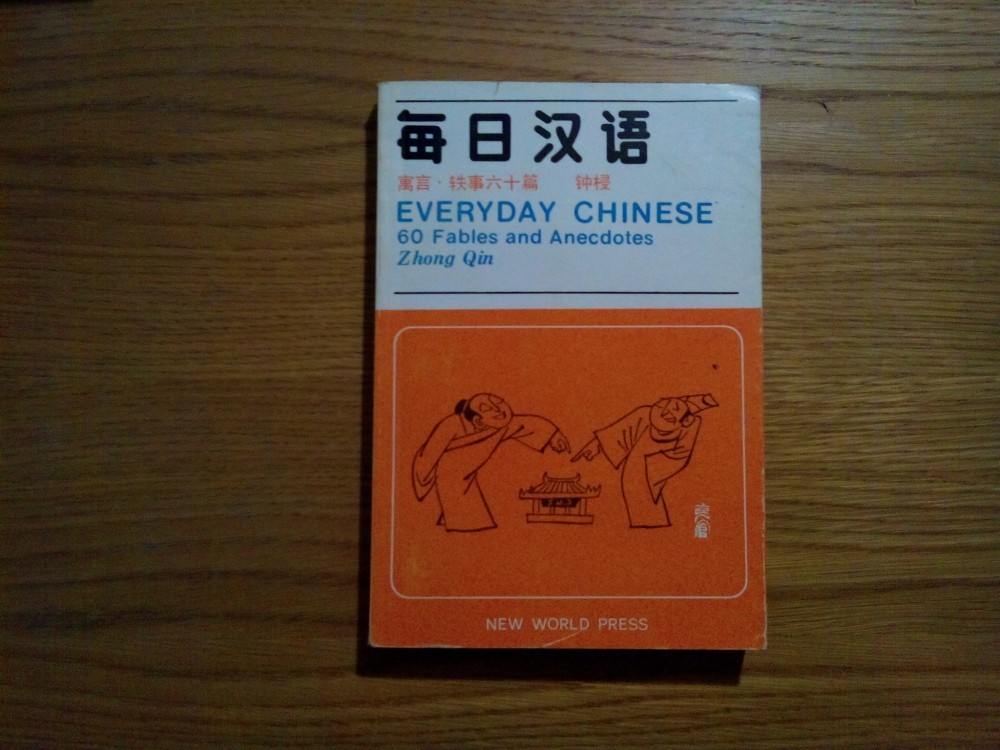 每日汉语
寓言·轶事六十篇 钟𣓉
EVERYDAY CHINESE
60 Fables and Anecdotes
Zhong Qin
NEW WORLD PRESS